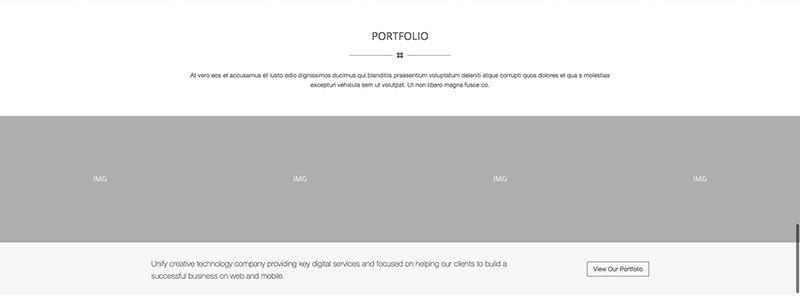 PORTFOLIO
At vero eos et accusamus et iusto odio dignissimos ducimus qui blanditiis praesentium voluptatum deleniti atque corrupti quos dolores et qua s molestias
excepturi vehicula sem ut volutpat. Ut non libero magna fusce co.
IMG IMG IMG IMG
Unify creative technology company providing key digital services and focused on helping our clients to build a
successful business on web and mobile.
View Our Portfolio